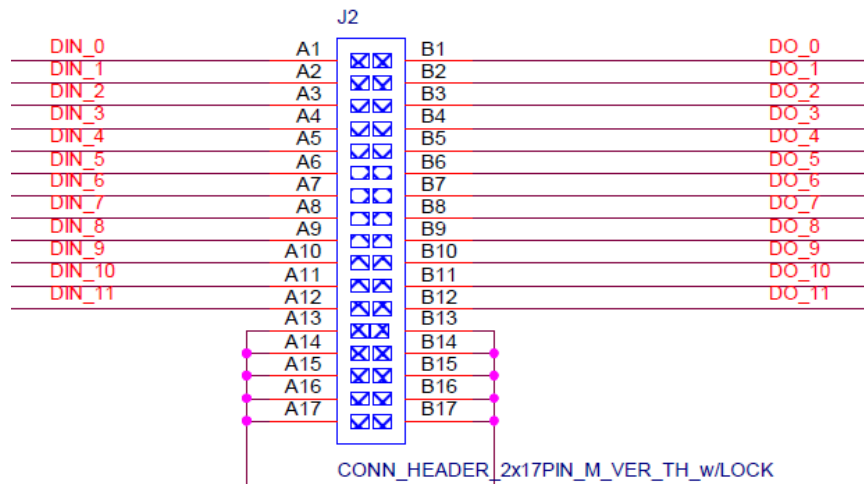 J2
DIN_0 A1 B1 DO_0
DIN_1 A2 B2 DO_1
DIN_2 A3 B3 DO_2
DIN_3 A4 B4 DO_3
DIN_4 A5 B5 DO_4
DIN_5 A6 B6 DO_5
DIN_6 A7 B7 DO_6
DIN_7 A8 B8 DO_7
DIN_8 A9 B9 DO_8
DIN_9 A10 B10 DO_9
DIN_10 A11 B11 DO_10
DIN_11 A12 B12 DO_11
A13 B13
A14 B14
A15 B15
A16 B16
A17 B17
CONN_HEADER_2x17PIN_M_VER_TH_w/LOCK